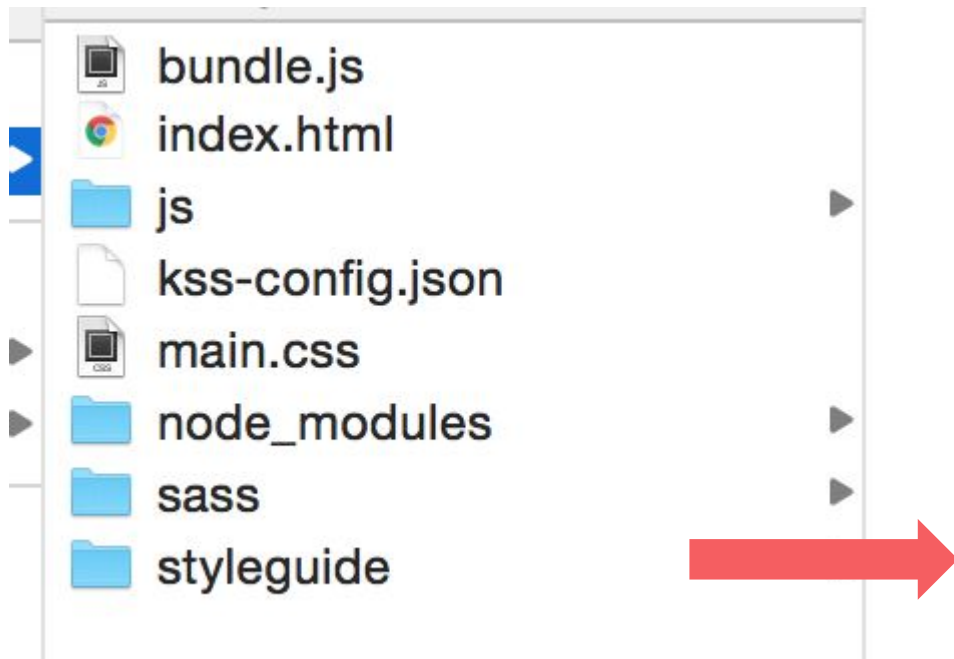 bundle.js
index.html
js
kss-config.json
main.css
node_modules
sass
styleguide